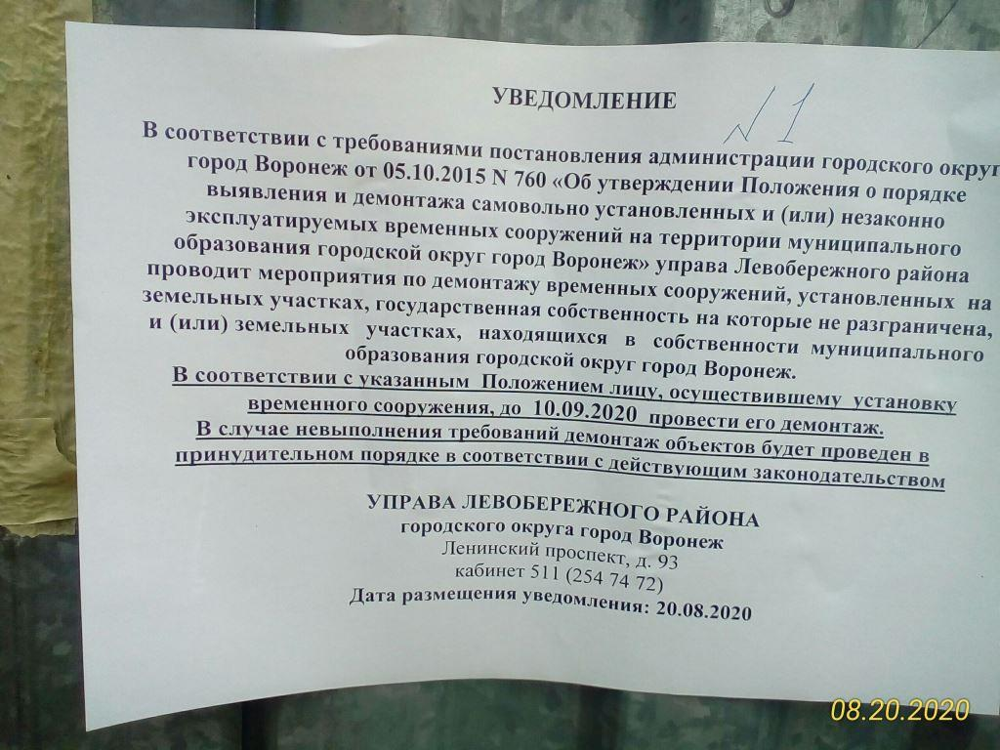 УВЕДОМЛЕНИЕ
N 1
В соответствии с требованиями постановления администрации городского округ
город Воронеж от 05.10.2015 N 760 «Об утверждении Положения о порядке
выявления и демонтажа самовольно установленных и (или) незаконно
эксплуатируемых временных сооружений на территории муниципального
образования городской округ город Воронеж» управа Левобережного района
проводит мероприятия по демонтажу временных сооружений, установленных на
земельных участках, государственная собственность на которые не разграничена,
и (или) земельных участках, находящихся в собственности муниципального
образования городской округ город Воронеж.
В соответствии с указанным Положением лицу, осуществившему установку
временного сооружения, до 10.09.2020 провести его демонтаж.
В случае невыполнения требований демонтаж объектов будет проведен в
принудительном порядке в соответствии с действующим законодательством
УПРАВА ЛЕВОБЕРЕЖНОГО РАЙОНА
городского округа город Воронеж
Ленинский проспект, д. 93
кабинет 511 (254 74 72)
Дата размещения уведомления: 20.08.2020
08.20.2020